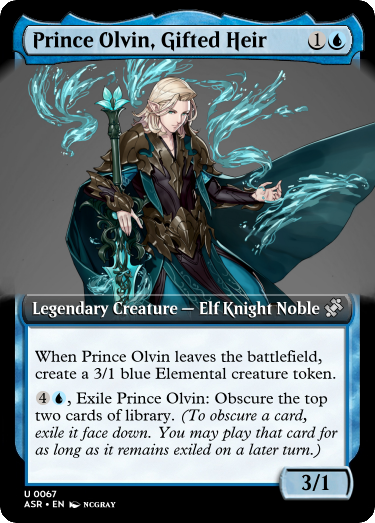 Prince Olvin, Gifted Heir 1
Legendary Creature — Elf Knight Noble
When Prince Olvin leaves the battlefield,
create a 3/1 blue Elemental creature token.
4, Exile Prince Olvin: Obscure the top
two cards of library. (To obscure a card,
exile it face down. You may play that card for
as long as it remains exiled on a later turn.)
3/1
U 0067
ASR • EN NCGRAY